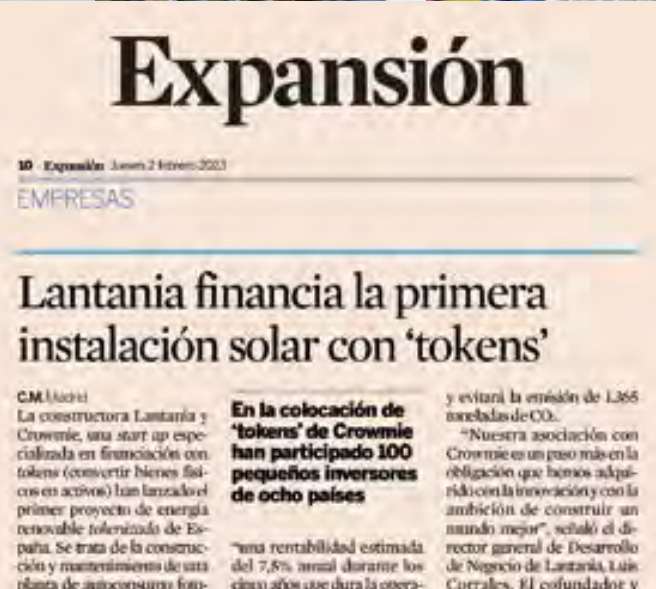 Expansión
10 Expansión Jueves 2 febrero 2023
EMPRESAS
Lantania financia la primera
instalación solar con ‘tokens’
C.M. Madrid
La constructora Lantania y
Crowmie, una start up espe-
cializada en financiación con
tokens (convertir bienes físi-
cos en activos) han lanzado el
primer proyecto de energía
renovable tokenizado de Es-
paña. Se trata de la construc-
ción y mantenimiento de una
planta de autoconsumo foto-
En la colocación de
‘tokens’ de Crowmie
han participado 100
pequeños inversores
de ocho países
“una rentabilidad estimada
del 7,8% anual durante los
cinco años que dura la opera-
y evitará la emisión de 1.365
toneladas de CO₂.
“Nuestra asociación con
Crowmie es un paso más en la
obligación que hemos adqui-
rido con la innovación y con la
ambición de construir un
mundo mejor”, señaló el di-
rector general de Desarrollo
de Negocio de Lantania, Luis
Corrales. El cofundador y